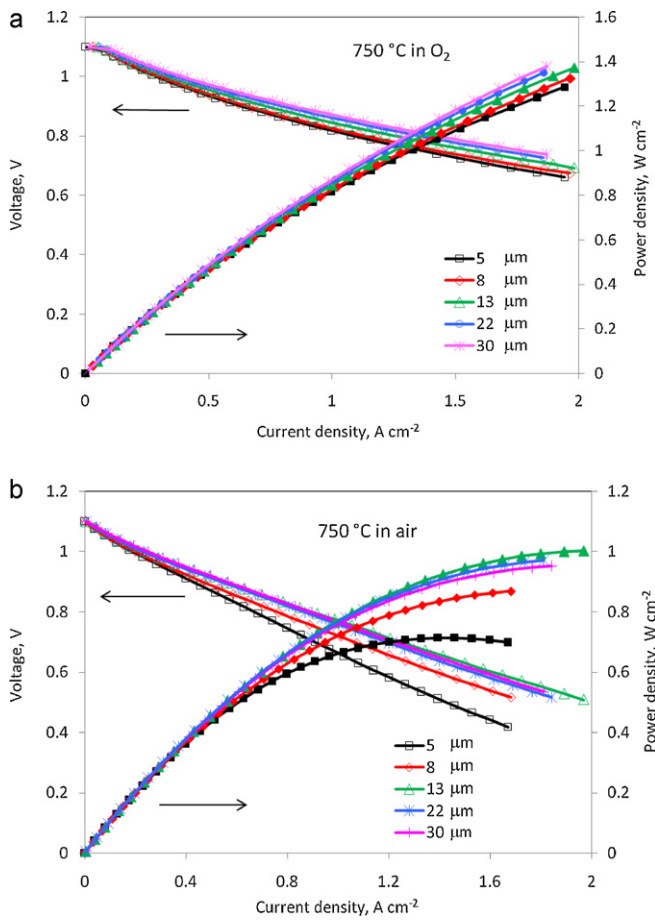 a
750 °C in O2
Voltage, V
Power density, W cm-2
1.2
1
0.8
0.6
0.4
0.2
0
1.6
1.4
1.2
1
0.8
0.6
0.4
0.2
0
5 μm
8 μm
13 μm
22 μm
30 μm
0 0.5 1 1.5 2
Current density, A cm-2
b
750 °C in air
Voltage, V
Power density, W cm-2
1.2
1
0.8
0.6
0.4
0.2
0
1.2
1
0.8
0.6
0.4
0.2
0
5 μm
8 μm
13 μm
22 μm
30 μm
0 0.4 0.8 1.2 1.6 2
Current density, A cm-2